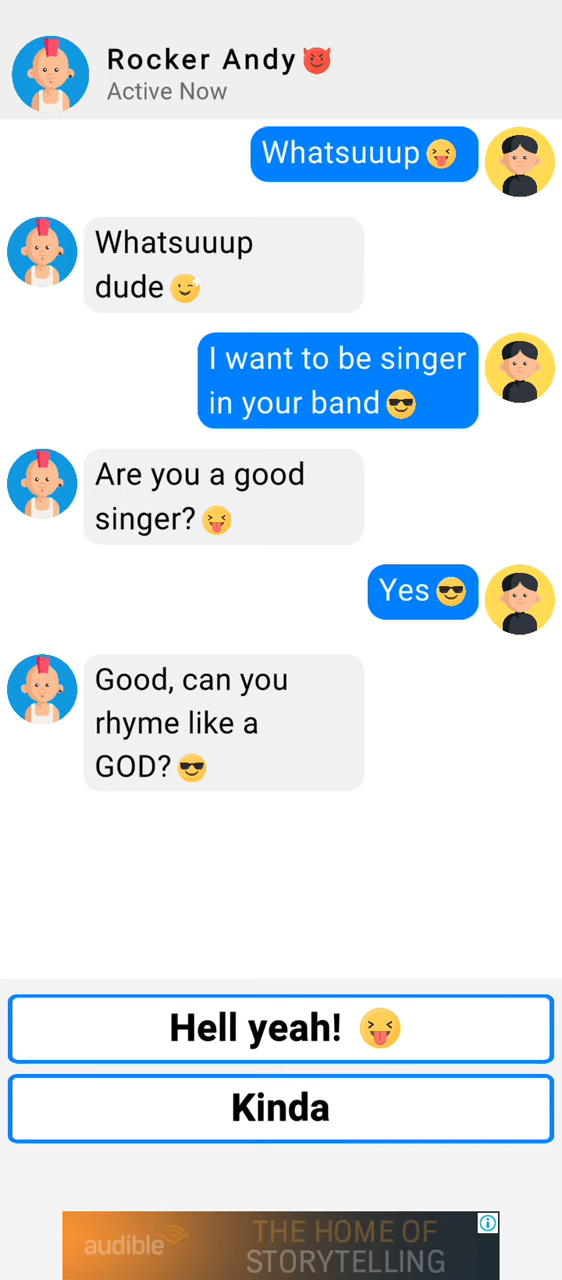 Rocker Andy😈
Active Now
Whatsuuup😝
Whatsuuup
dude😉
I want to be singer
in your band😎
Are you a good
singer?😝
Yes😎
Good, can you
rhyme like a
GOD?😎
Hell yeah! 😝
Kinda
audible
THE HOME OF
STORYTELLING